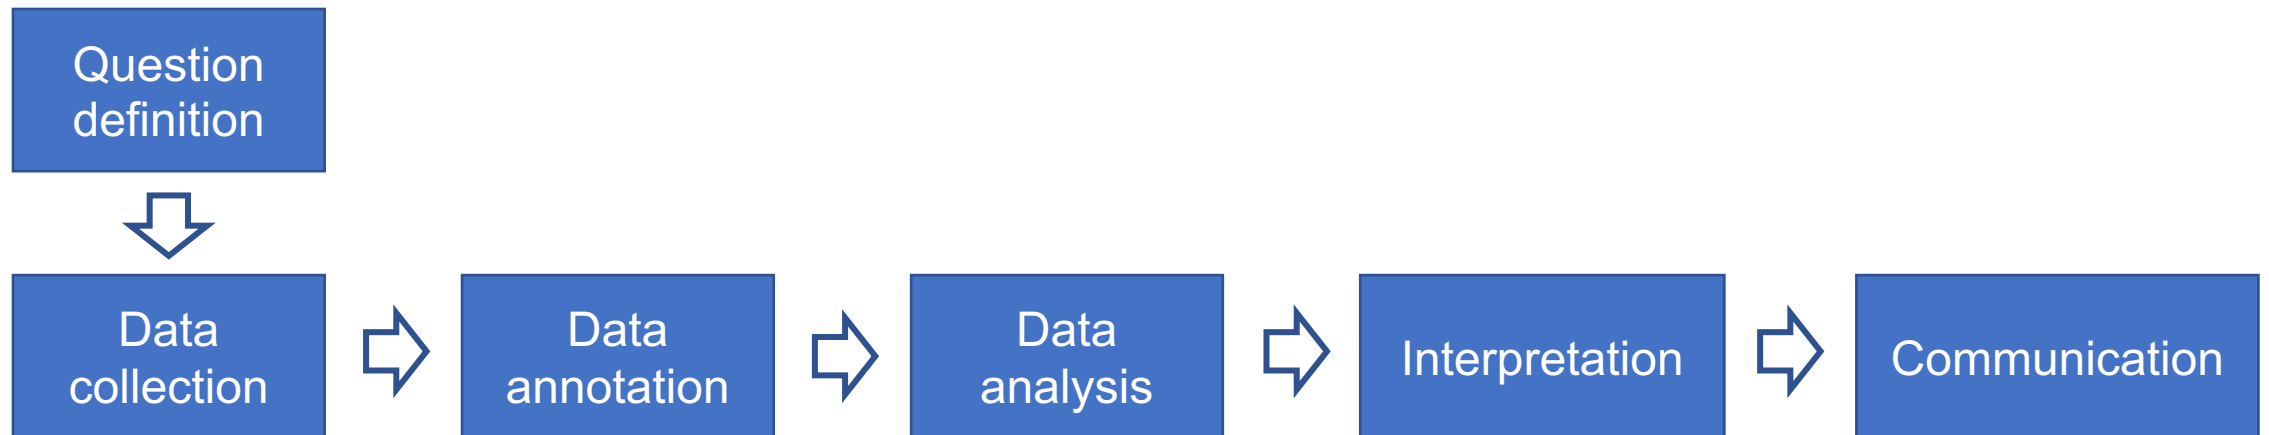 Question
definition
Data
collection
Data
annotation
Data
analysis
Interpretation
Communication